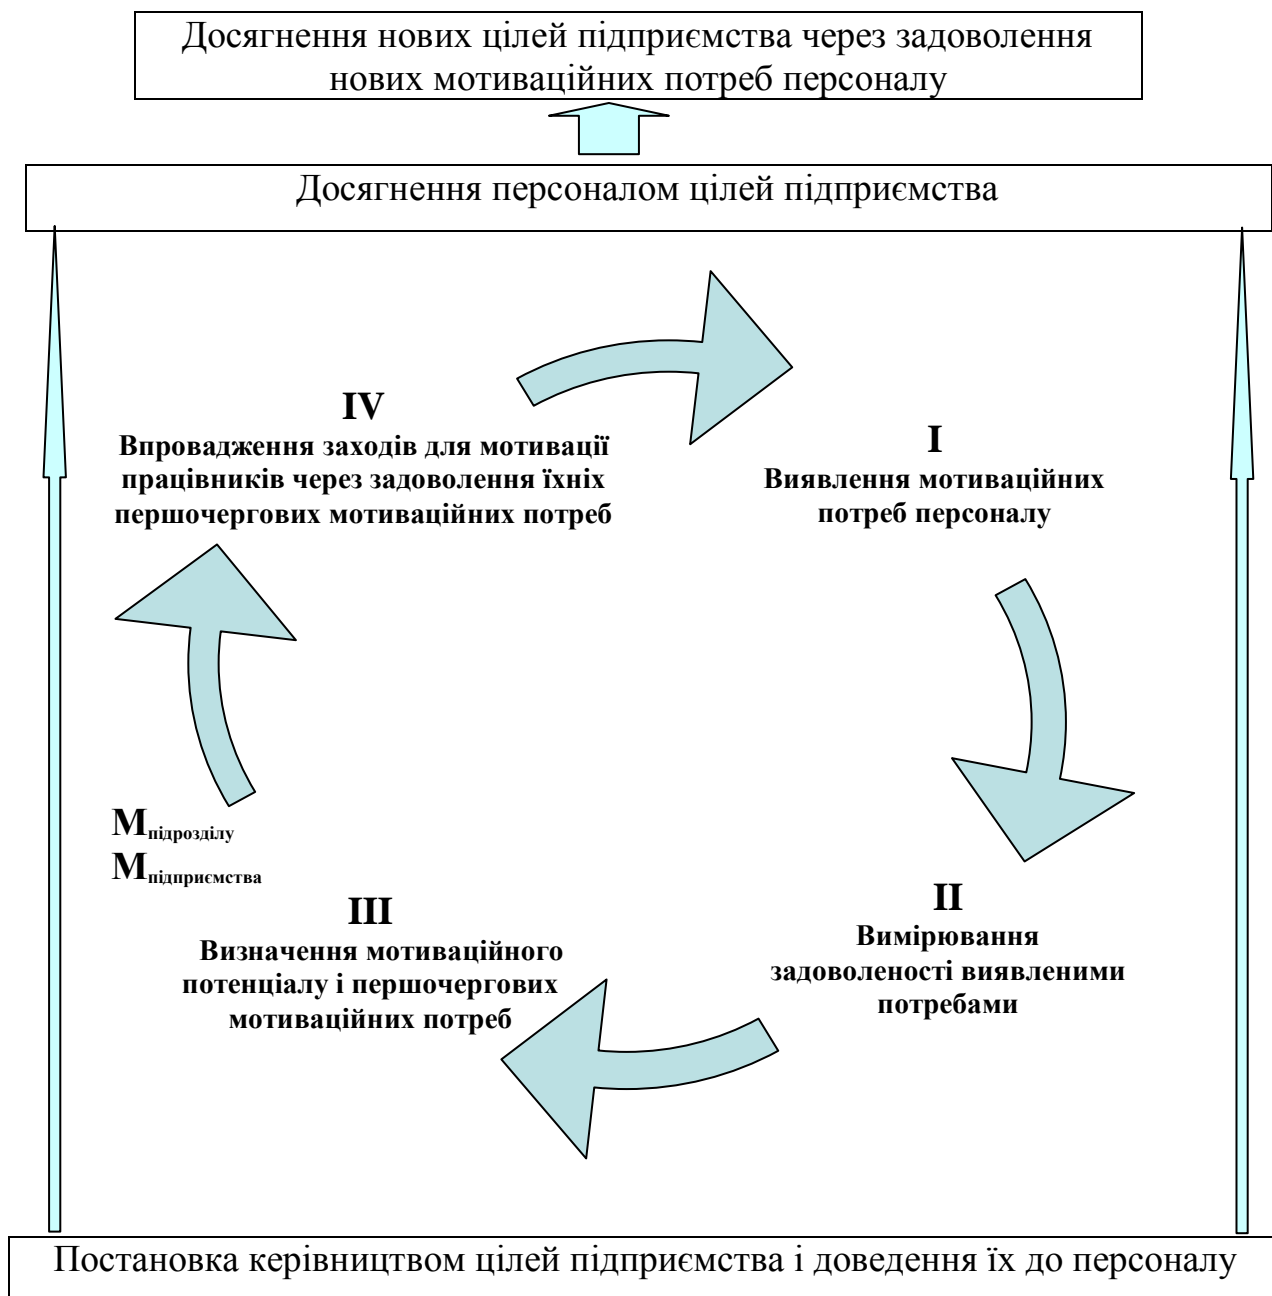 Досягнення нових цілей підприємства через задоволення
нових мотиваційних потреб персоналу
Досягнення персоналом цілей підприємства
IV
Впровадження заходів для мотивації
працівників через задоволення їхніх
першочергових мотиваційних потреб
I
Виявлення мотиваційних
потреб персоналу
Мпідрозділу
Мпідприємства
III
Визначення мотиваційного
потенціалу і першочергових
мотиваційних потреб
II
Вимірювання
задоволеності виявленими
потребами
Постановка керівництвом цілей підприємства і доведення їх до персоналу